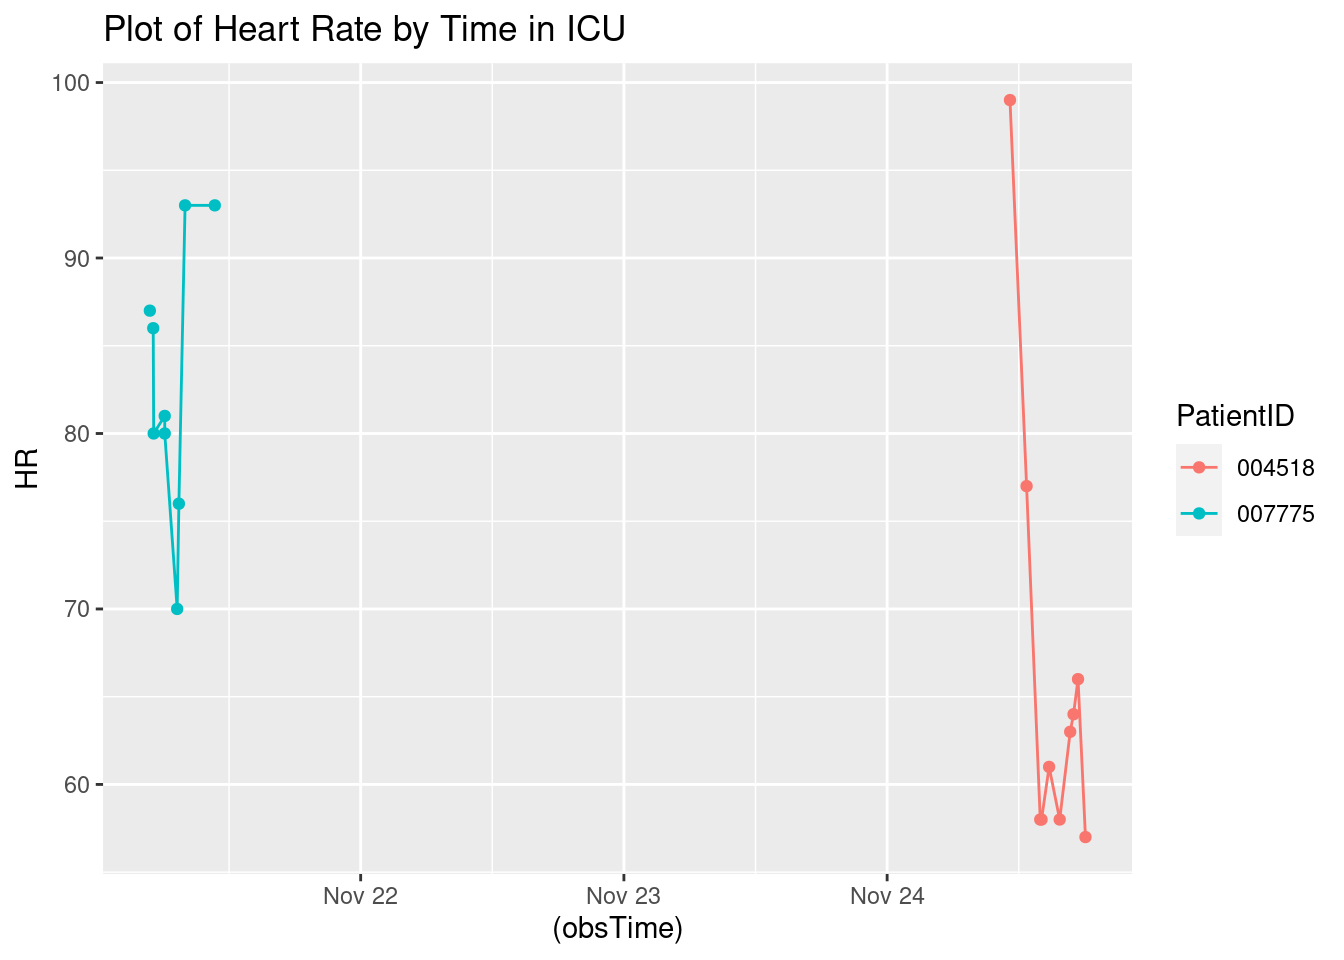 Plot of Heart Rate by Time in ICU
100
90
80
70
60
HR
Nov 22
Nov 23
Nov 24
(obsTime)
PatientID
004518
007775